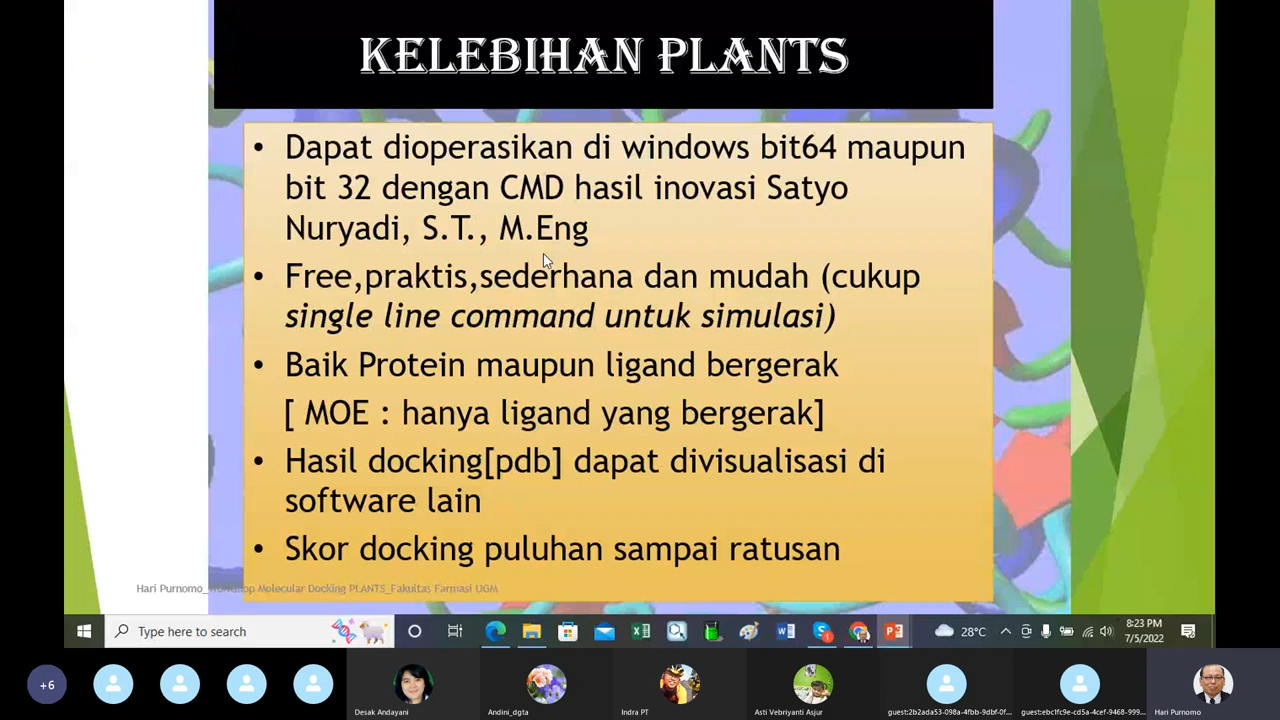 KELEBIHAN PLANTS
• Dapat dioperasikan di windows bit64 maupun
bit 32 dengan CMD hasil inovasi Satyo
Nuryadi, S.T., M.Eng
• Free,praktis,sederhana dan mudah (cukup
single line command untuk simulasi)
• Baik Protein maupun ligand bergerak
[ MOE : hanya ligand yang bergerak]
• Hasil docking[pdb] dapat divisualisasi di
software lain
• Skor docking puluhan sampai ratusan
Hari Purnomo_Workshop Molecular Docking PLANTS_Fakultas Farmasi UGM
Type here to search
28°C
8:23 PM
7/5/2022
+6
Desak Andayani
Andini_dgta
Indra PT
Asti Vebriyanti Asjur
guest:2b2ada53-098a-4fbb-9dbf-0f...
guest:ebc1fc9e-cd5a-4cef-9468-999...
Hari Purnomo